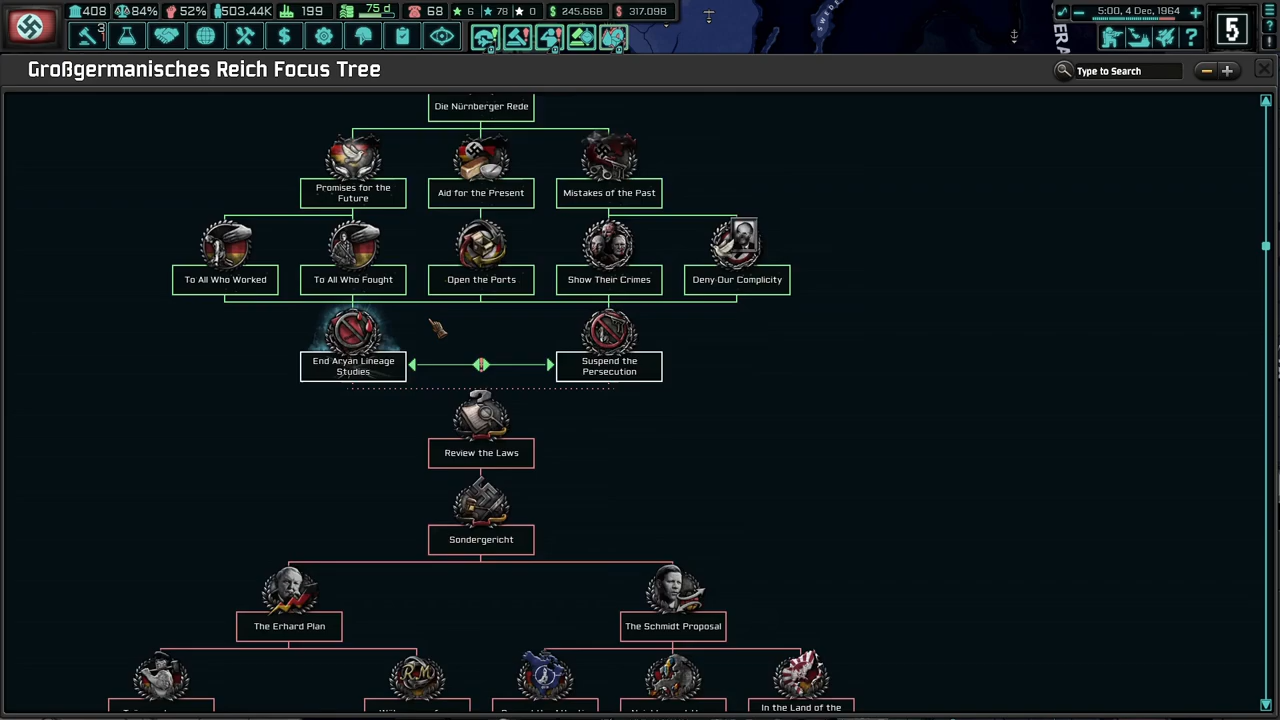 408 84% 52% 503.44K 199 75 d 68 6 78 0 $ 245.668 $ 317.098
5:00, 4 Dec, 1964
5
3
SWED
ERA
Großgermanisches Reich Focus Tree
Type to Search
Die Nürnberger Rede
Promises for the
Future
Aid for the Present
Mistakes of the Past
To All Who Worked
To All Who Fought
Open the Ports
Show Their Crimes
Deny Our Complicity
End Aryan Lineage
Studies
Suspend the
Persecution
Review the Laws
Sondergericht
The Erhard Plan
The Schmidt Proposal
RM
In the Land of the